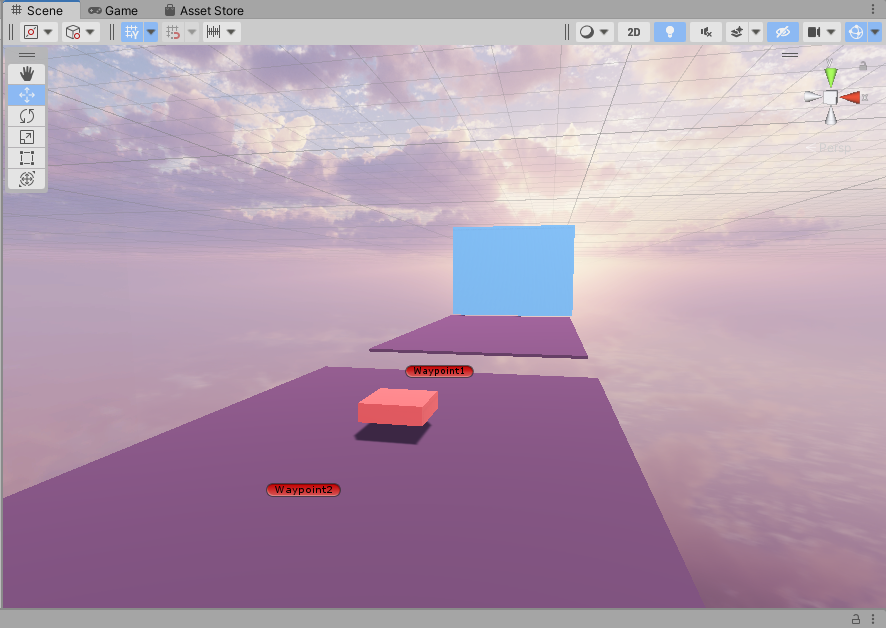 Scene Game Asset Store
2D
Persp
Waypoint1
Waypoint2